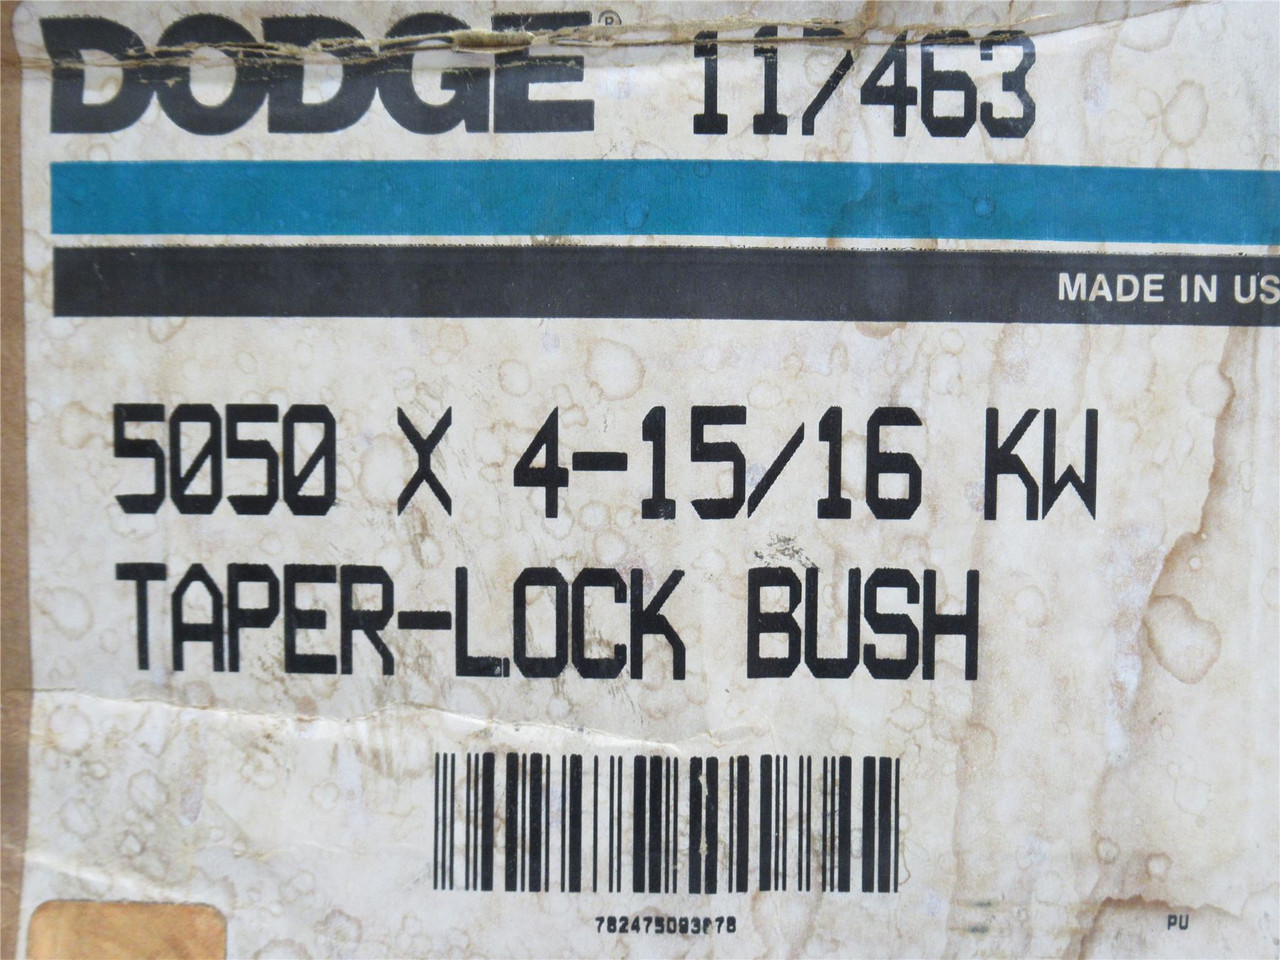 DODGE® 117463
MADE IN US
5050 X 4-15/16 KW
TAPER-LOCK BUSH
PU